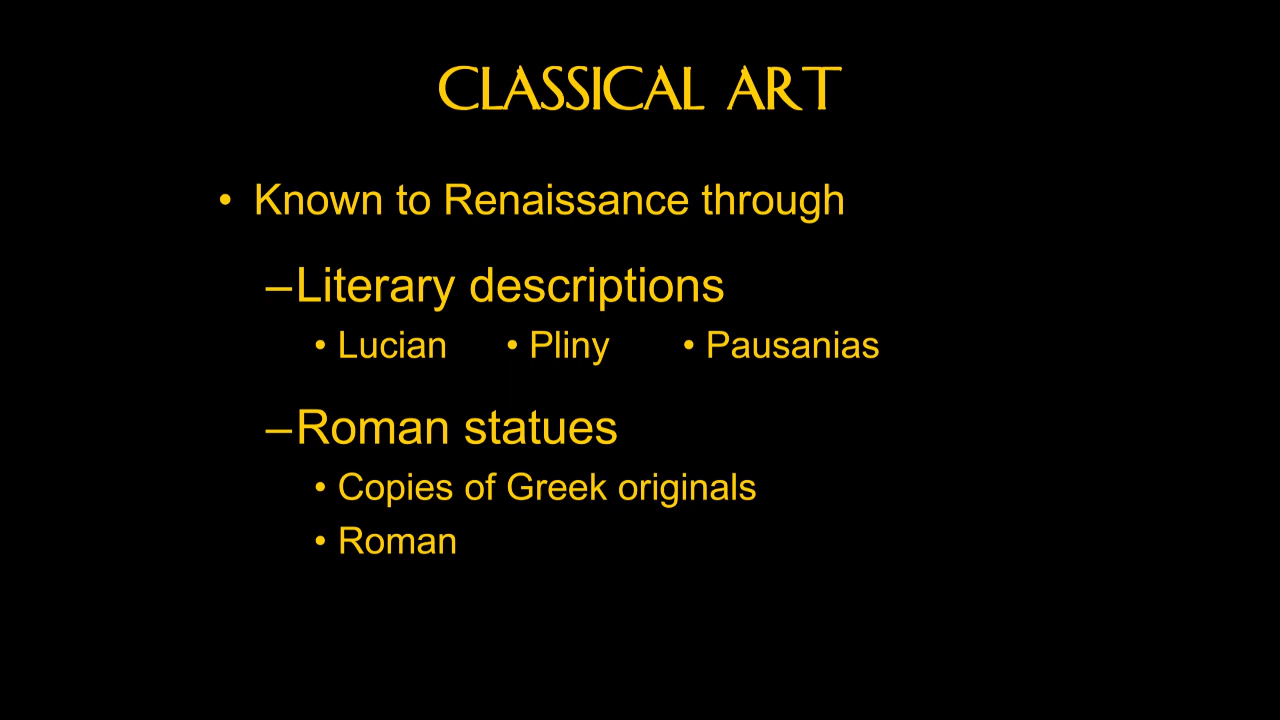 CLASSICAL ART
• Known to Renaissance through
–Literary descriptions
• Lucian • Pliny • Pausanias
–Roman statues
• Copies of Greek originals
• Roman